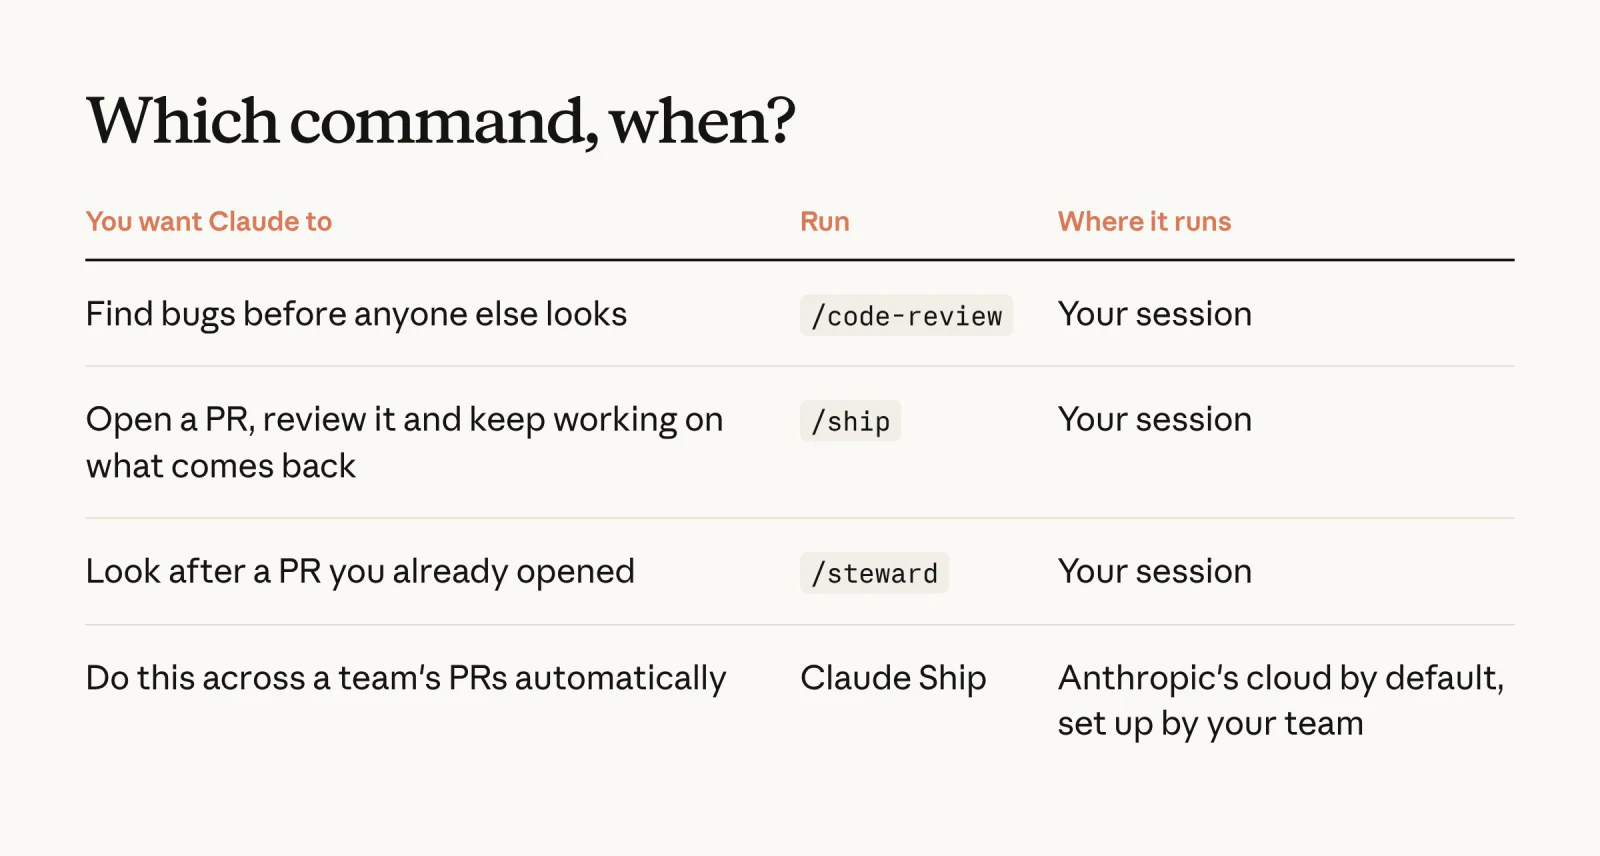 Which command, when?
You want Claude to
Run
Where it runs
Find bugs before anyone else looks
/code-review
Your session
Open a PR, review it and keep working on
what comes back
/ship
Your session
Look after a PR you already opened
/steward
Your session
Do this across a team's PRs automatically
Claude Ship
Anthropic's cloud by default,
set up by your team